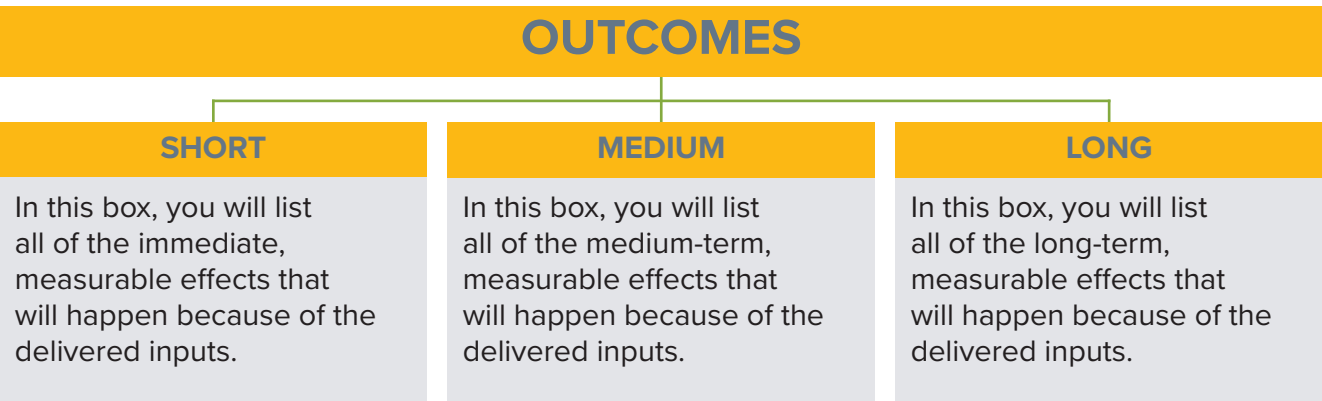 OUTCOMES
SHORT
In this box, you will list
all of the immediate,
measurable effects that
will happen because of the
delivered inputs.
MEDIUM
In this box, you will list
all of the medium-term,
measurable effects that
will happen because of the
delivered inputs.
LONG
In this box, you will list
all of the long-term,
measurable effects that
will happen because of the
delivered inputs.